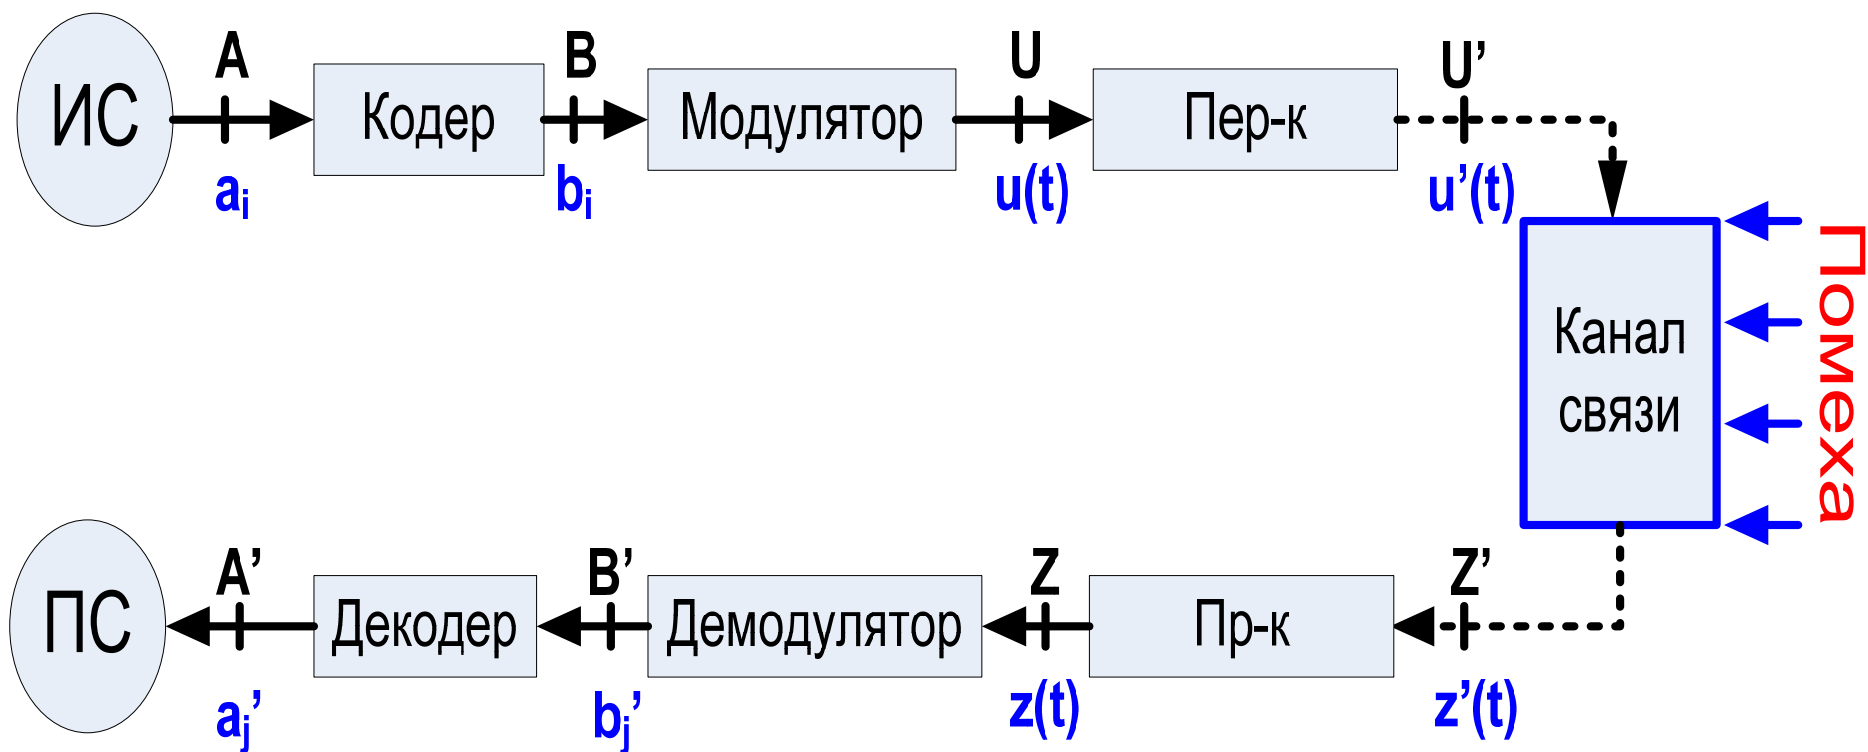 A B U U’
ИС Кодер Модулятор Пер-к
aᵢ bᵢ u(t) u’(t)
Канал
связи
Помеха
A’ B’ Z Z’
ПС Декодер Демодулятор Пр-к
aⱼ’ bⱼ’ z(t) z’(t)